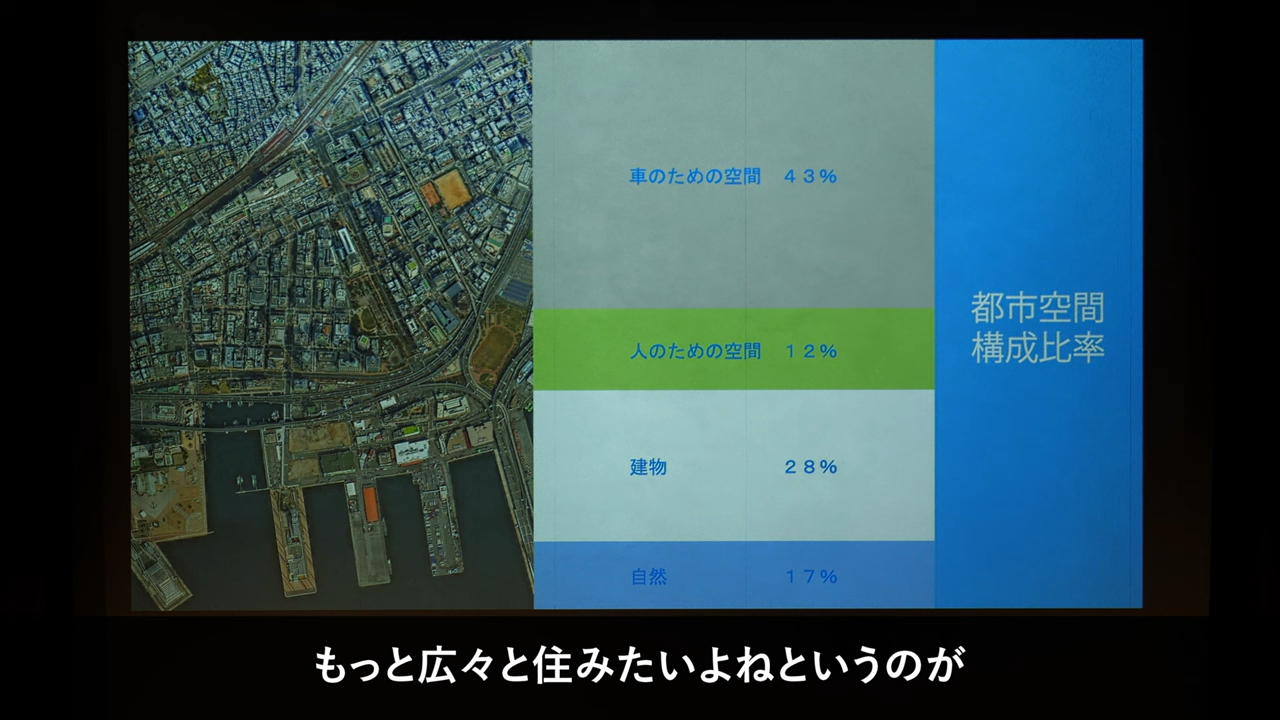 車のための空間　４３％
人のための空間　１２％
建物　２８％
自然　１７％
都市空間
構成比率
もっと広々と住みたいよねというのが